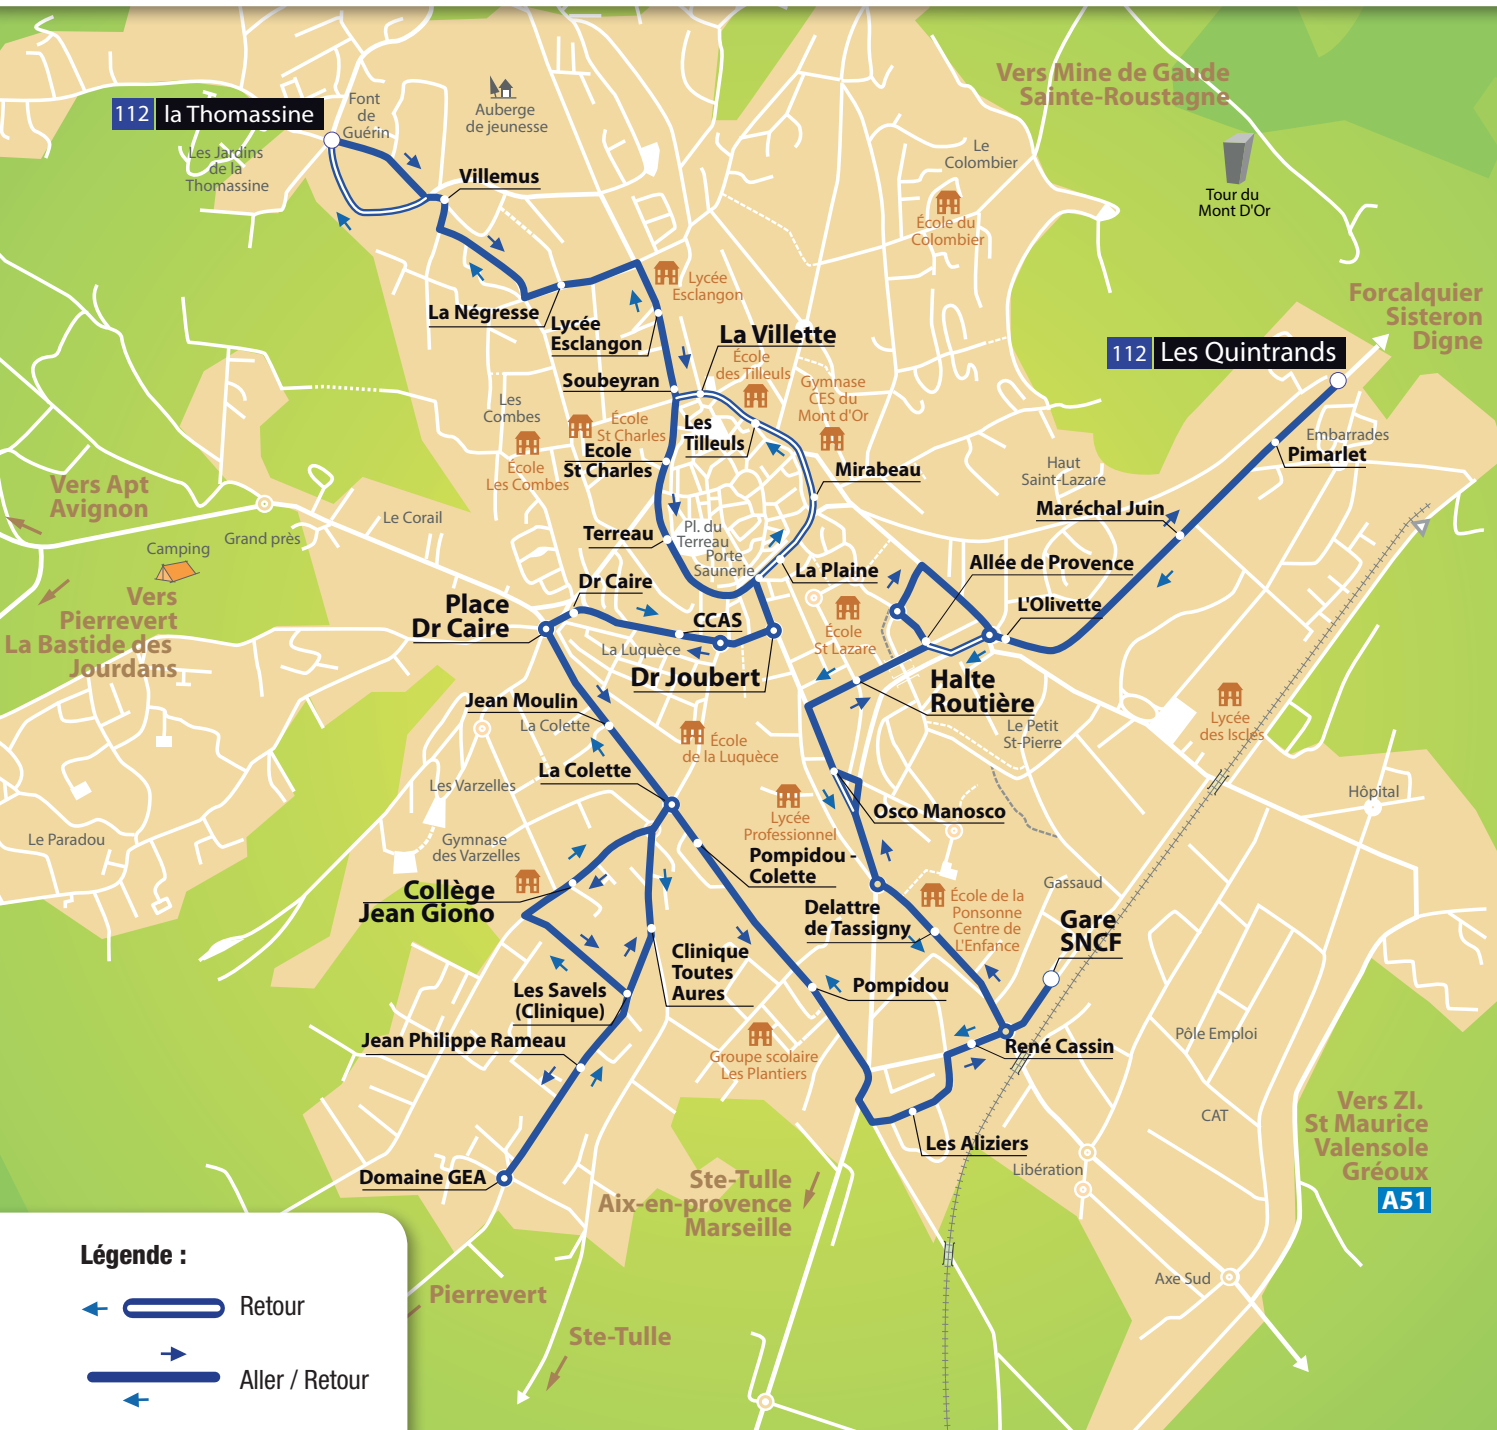 Vers Mine de Gaude
Sainte-Roustagne
112 la Thomassine
Font
de
Guérin
Auberge
de jeunesse
Les Jardins
de la
Thomassine
Villemus
Le
Colombier
Tour du
Mont D'Or
École du
Colombier
Lycée
Esclangon
La Négresse
Lycée
Esclangon
Forcalquier
Sisteron
Digne
La Villette
112 Les Quintrands
École
des Tilleuls
Soubeyran
Gymnase
CES du
Mont d'Or
Les
Combes
École
St Charles
Les
Tilleuls
Ecole
St Charles
École
Les Combes
Mirabeau
Embarrades
Pimarlet
Haut
Saint-Lazare
Vers Apt
Avignon
Le Corail
Maréchal Juin
Grand près
Camping
Terreau
Pl. du
Terreau
Porte
Saunerie
La Plaine
Allée de Provence
Dr Caire
Vers
Pierrevert
La Bastide des
Jourdans
Place
Dr Caire
CCAS
L'Olivette
École
St Lazare
La Luquèce
Dr Joubert
Halte
Routière
Jean Moulin
La Colette
Le Petit
St-Pierre
Lycée
des Iscles
École
de la Luquèce
La Colette
Les Varzelles
Hôpital
Osco Manosco
Lycée
Professionnel
Le Paradou
Gymnase
des Varzelles
Pompidou -
Colette
Collège
Jean Giono
Gassaud
École de la
Ponsonne
Centre de
L'Enfance
Delattre
de Tassigny
Gare
SNCF
Clinique
Toutes
Aures
Les Savels
(Clinique)
Pompidou
Jean Philippe Rameau
Groupe scolaire
Les Plantiers
René Cassin
Pôle Emploi
CAT
Vers ZI.
St Maurice
Valensole
Gréoux
A51
Les Aliziers
Libération
Domaine GEA
Ste-Tulle
Aix-en-provence
Marseille
Axe Sud
Pierrevert
Ste-Tulle
Légende :
Retour
Aller / Retour